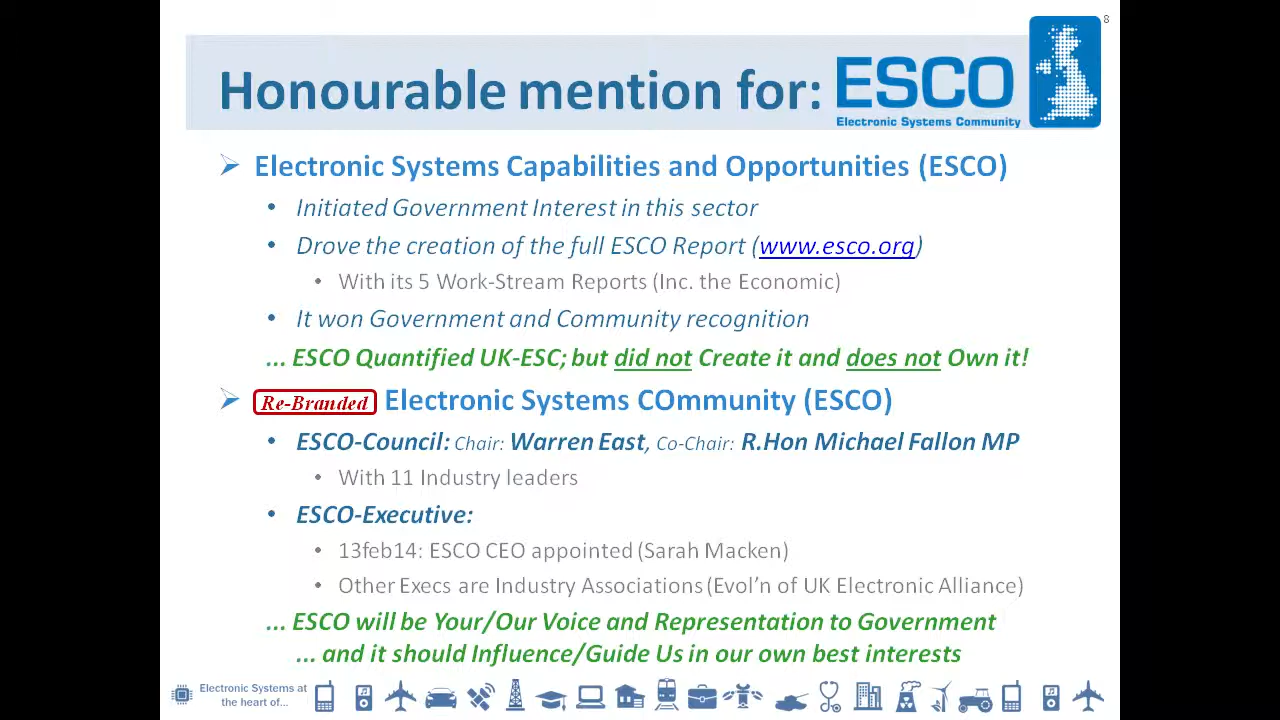 8
Honourable mention for: ESCO
Electronic Systems Community
➢ Electronic Systems Capabilities and Opportunities (ESCO)
• Initiated Government Interest in this sector
• Drove the creation of the full ESCO Report (www.esco.org)
• With its 5 Work-Stream Reports (Inc. the Economic)
• It won Government and Community recognition
... ESCO Quantified UK-ESC; but did not Create it and does not Own it!
➢ Re-Branded Electronic Systems COmmunity (ESCO)
• ESCO-Council: Chair: Warren East, Co-Chair: R.Hon Michael Fallon MP
• With 11 Industry leaders
• ESCO-Executive:
• 13feb14: ESCO CEO appointed (Sarah Macken)
• Other Execs are Industry Associations (Evol’n of UK Electronic Alliance)
... ESCO will be Your/Our Voice and Representation to Government
... and it should Influence/Guide Us in our own best interests
Electronic Systems at
the heart of...